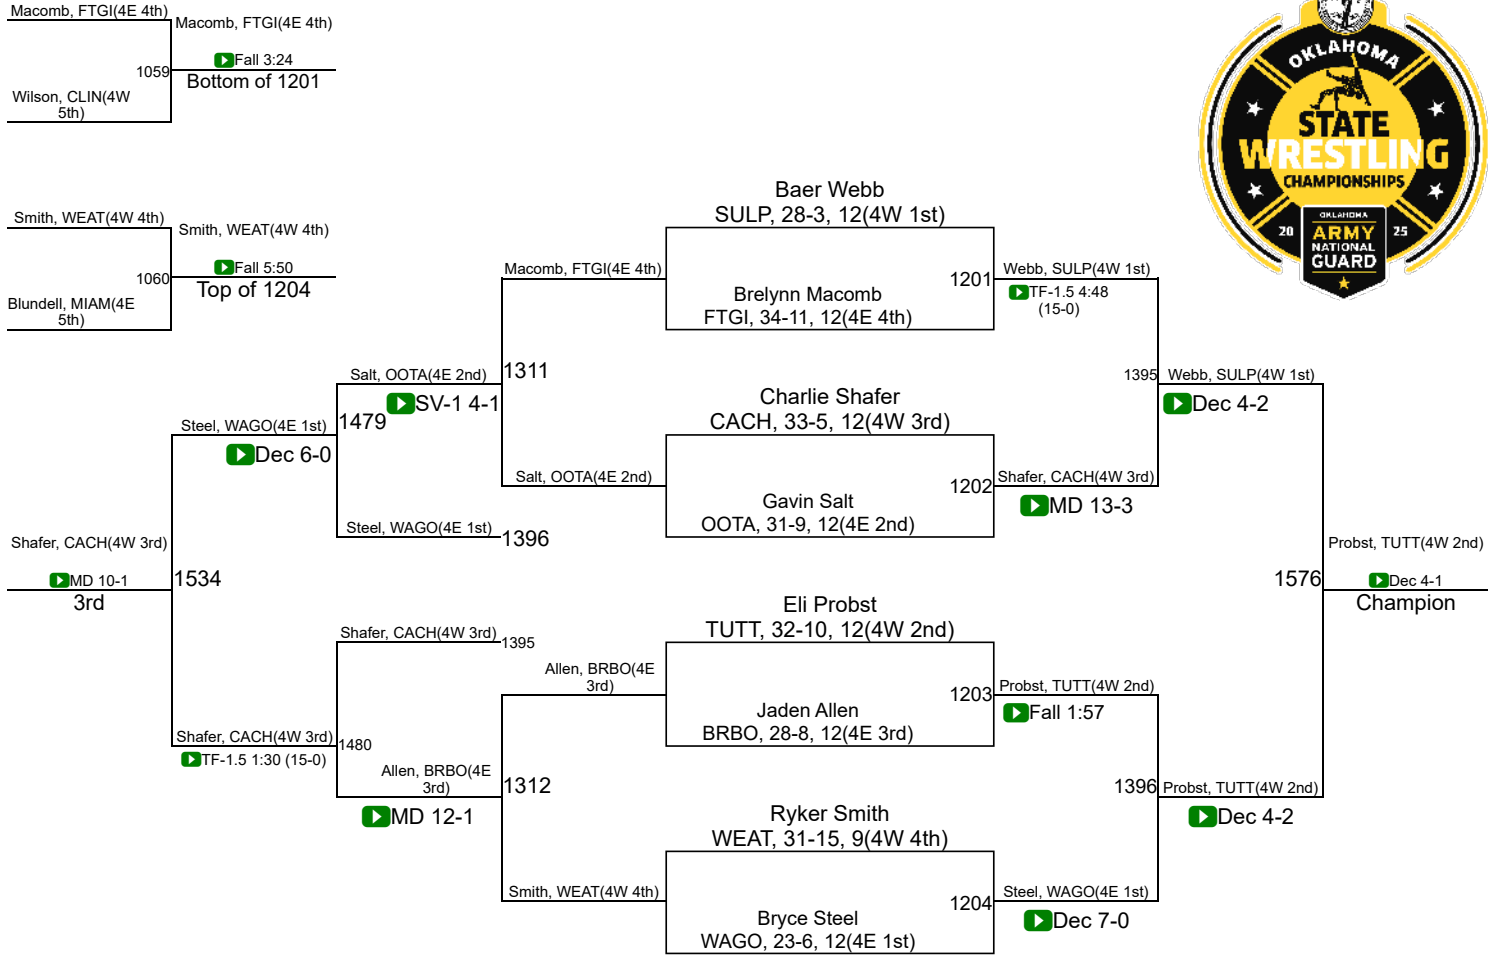 Macomb, FTGI(4E 4th)
Macomb, FTGI(4E 4th)
Fall 3:24
1059
Bottom of 1201
Wilson, CLIN(4W
5th)
OKLAHOMA
STATE
WRESTLING
CHAMPIONSHIPS
OKLAHOMA
20
ARMY
25
NATIONAL
GUARD
Smith, WEAT(4W 4th)
Smith, WEAT(4W 4th)
Fall 5:50
1060
Top of 1204
Blundell, MIAM(4E
5th)
Baer Webb
SULP, 28-3, 12(4W 1st)
Macomb, FTGI(4E 4th)
1201
Webb, SULP(4W 1st)
Brelynn Macomb
FTGI, 34-11, 12(4E 4th)
TF-1.5 4:48
(15-0)
Salt, OOTA(4E 2nd)
1311
SV-1 4-1
1395
Webb, SULP(4W 1st)
Dec 4-2
Charlie Shafer
CACH, 33-5, 12(4W 3rd)
Steel, WAGO(4E 1st)
1479
Dec 6-0
Salt, OOTA(4E 2nd)
1202
Shafer, CACH(4W 3rd)
Gavin Salt
OOTA, 31-9, 12(4E 2nd)
MD 13-3
Steel, WAGO(4E 1st)
1396
Shafer, CACH(4W 3rd)
MD 10-1
3rd
1534
1576
Probst, TUTT(4W 2nd)
Dec 4-1
Champion
Eli Probst
TUTT, 32-10, 12(4W 2nd)
Shafer, CACH(4W 3rd)
1395
Allen, BRBO(4E
3rd)
1203
Probst, TUTT(4W 2nd)
Jaden Allen
BRBO, 28-8, 12(4E 3rd)
Fall 1:57
Shafer, CACH(4W 3rd)
1480
TF-1.5 1:30 (15-0)
Allen, BRBO(4E
3rd)
1312
MD 12-1
1396
Probst, TUTT(4W 2nd)
Dec 4-2
Ryker Smith
WEAT, 31-15, 9(4W 4th)
Smith, WEAT(4W 4th)
1204
Steel, WAGO(4E 1st)
Bryce Steel
WAGO, 23-6, 12(4E 1st)
Dec 7-0